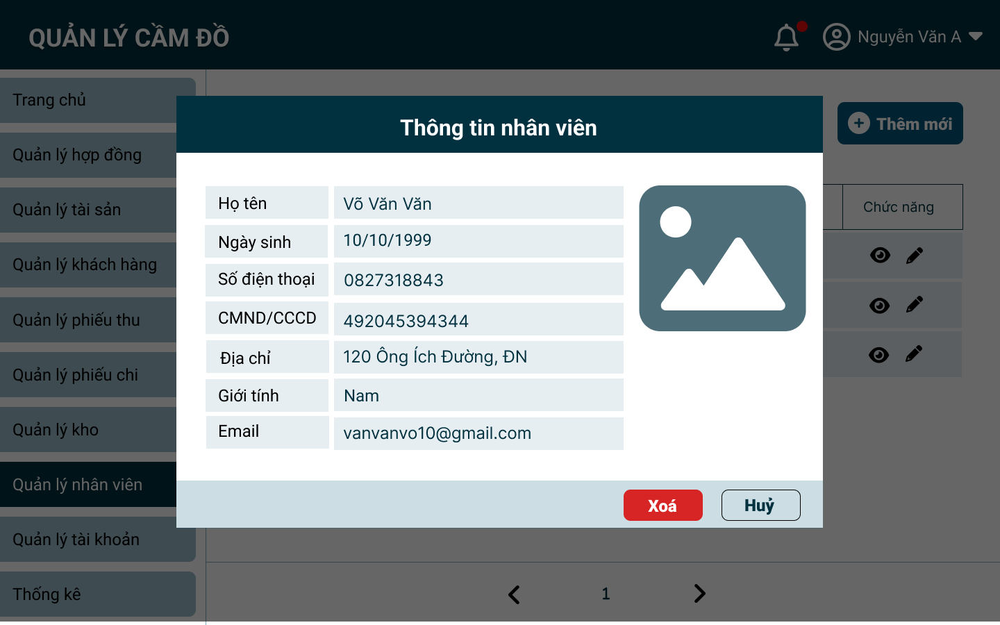 QUẢN LÝ CẦM ĐỒ
Nguyễn Văn A
Trang chủ
Quản lý hợp đồng
Quản lý tài sản
Quản lý khách hàng
Quản lý phiếu thu
Quản lý phiếu chi
Quản lý kho
Quản lý nhân viên
Quản lý tài khoản
Thống kê
Thêm mới
Chức năng
Thông tin nhân viên
Họ tên Võ Văn Văn
Ngày sinh 10/10/1999
Số điện thoại 0827318843
CMND/CCCD 492045394344
Địa chỉ 120 Ông Ích Đường, ĐN
Giới tính Nam
Email vanvanvo10@gmail.com
Xoá Huỷ
1